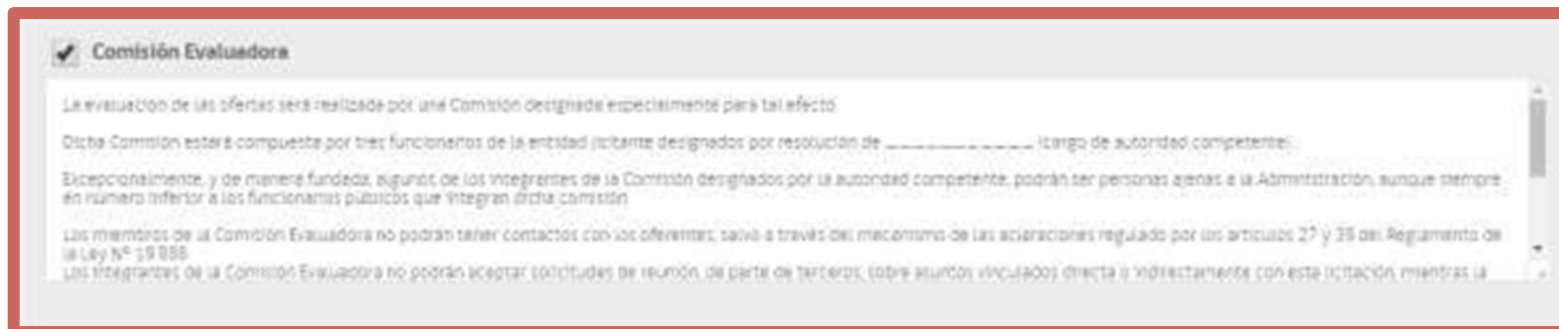 Comisión Evaluadora
La evaluación de las ofertas será realizada por una Comisión designada especialmente para tal efecto.
Dicha Comisión estará compuesta por tres funcionarios de la entidad licitante designados por resolución de _______________ (cargo de autoridad competente).
Excepcionalmente, y de manera fundada, algunos de los integrantes de la Comisión designados por la autoridad competente, podrán ser personas ajenas a la Administración, aunque siempre
en número inferior a los funcionarios públicos que integran dicha comisión
Los miembros de la Comisión Evaluadora no podrán tener contactos con los oferentes, salvo a través del mecanismo de las aclaraciones regulado por los artículos 27 y 39 del Reglamento de
la Ley Nº 19.886
Los integrantes de la Comisión Evaluadora no podrán aceptar solicitudes de reunión, de parte de terceros, sobre asuntos vinculados directa o indirectamente con esta licitación, mientras la